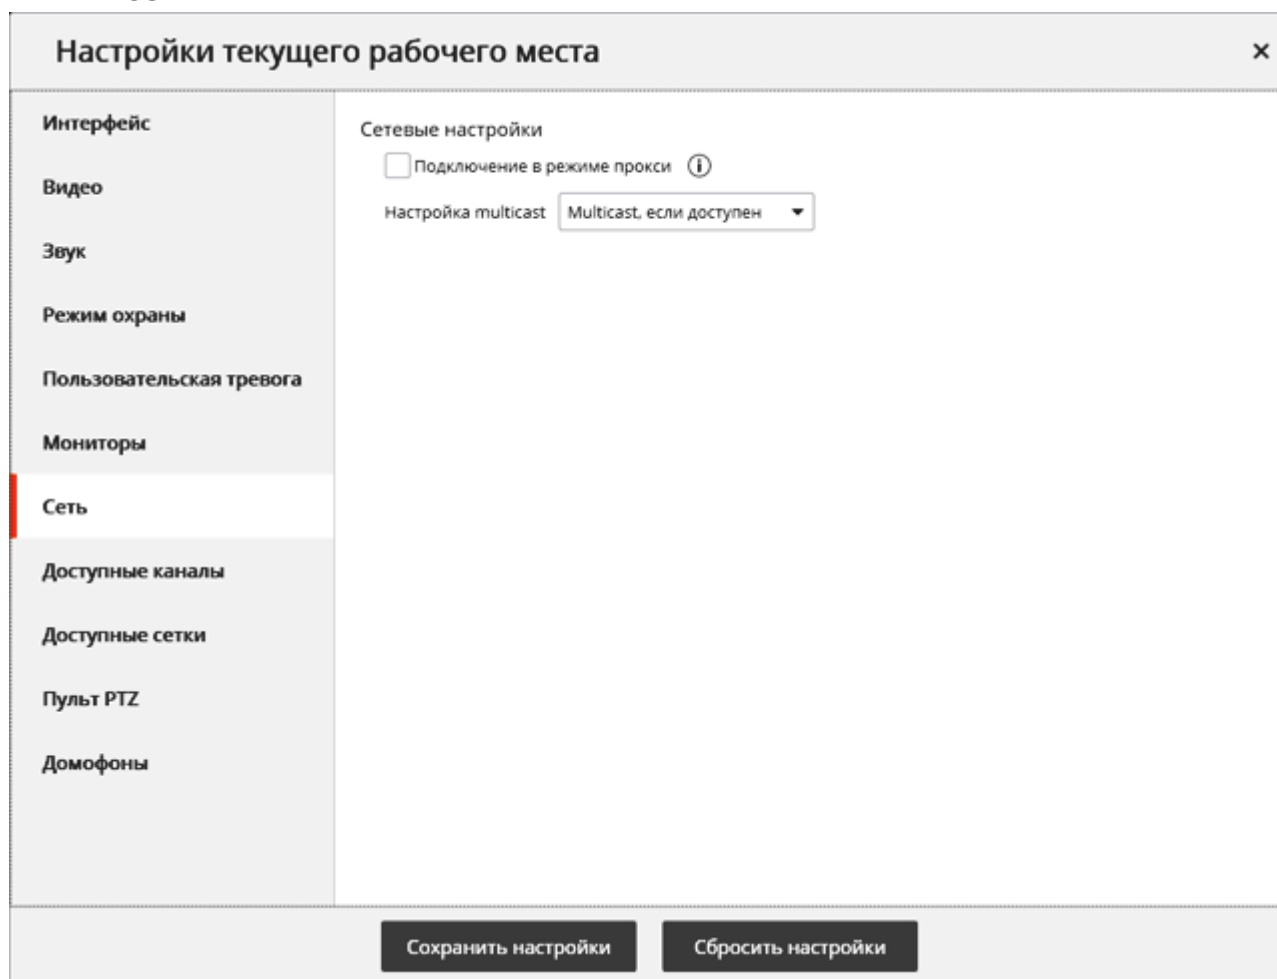 Настройки текущего рабочего места
Интерфейс
Видео
Звук
Режим охраны
Пользовательская тревога
Мониторы
Сеть
Доступные каналы
Доступные сетки
Пульт PTZ
Домофоны
Сетевые настройки
Подключение в режиме прокси
Настройка multicast Multicast, если доступен
Сохранить настройки Сбросить настройки